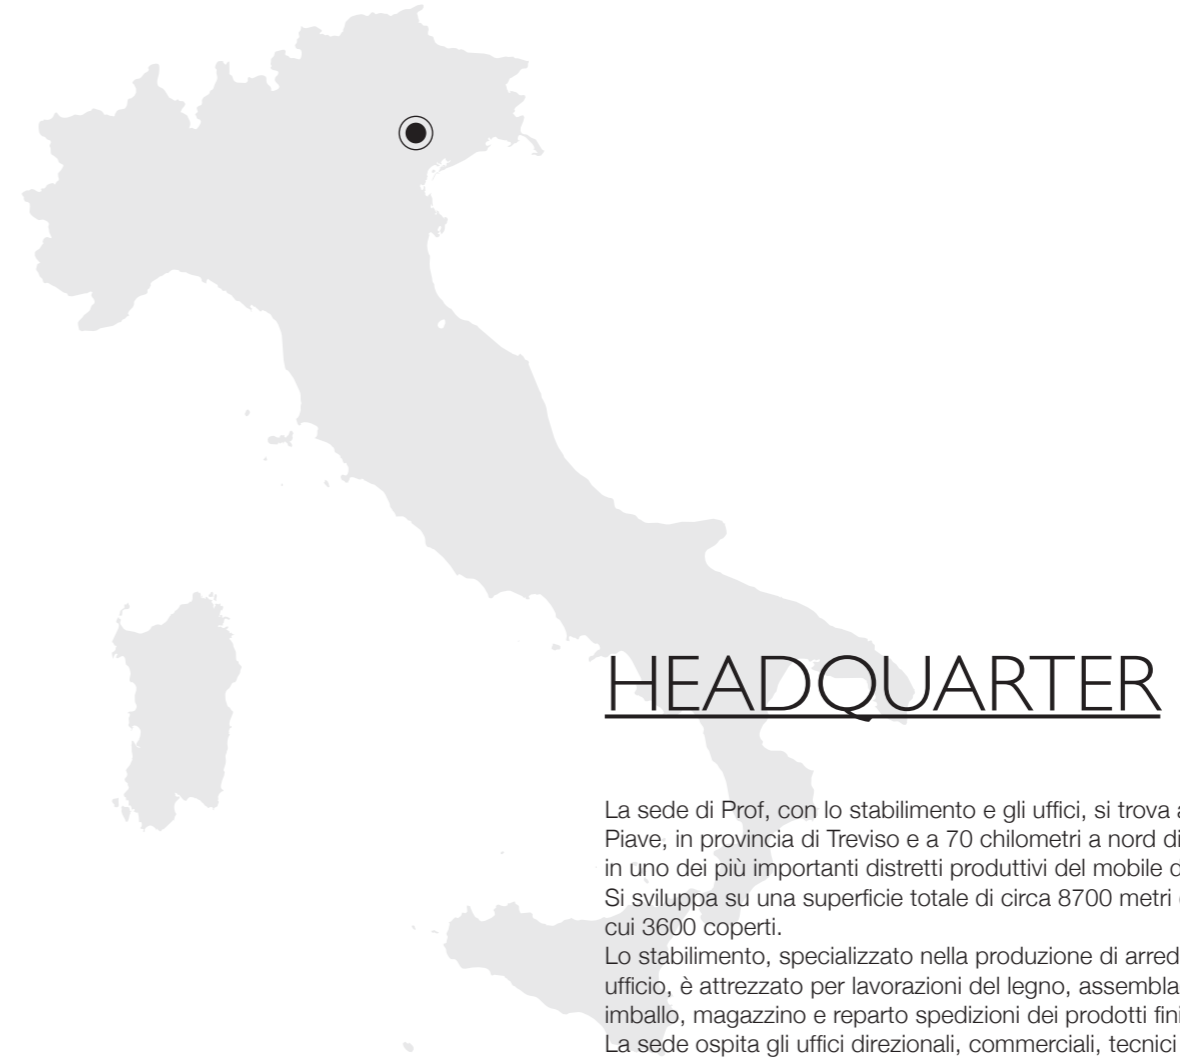 HEADQUARTER
La sede di Prof, con lo stabilimento e gli uffici, si trova
Piave, in provincia di Treviso e a 70 chilometri a nord di
in uno dei più importanti distretti produttivi del mobile
Si sviluppa su una superficie totale di circa 8700 metri
cui 3600 coperti.
Lo stabilimento, specializzato nella produzione di arred
ufficio, è attrezzato per lavorazioni del legno, assembla
imballo, magazzino e reparto spedizioni dei prodotti fini
La sede ospita gli uffici direzionali, commerciali, tecnici